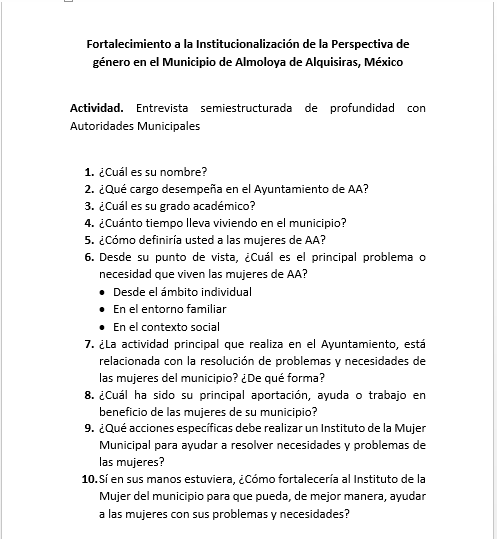 Fortalecimiento a la Institucionalización de la Perspectiva de
género en el Municipio de Almoloya de Alquisiras, México
Actividad. Entrevista semiestructurada de profundidad con
Autoridades Municipales
1. ¿Cuál es su nombre?
2. ¿Qué cargo desempeña en el Ayuntamiento de AA?
3. ¿Cuál es su grado académico?
4. ¿Cuánto tiempo lleva viviendo en el municipio?
5. ¿Cómo definiría usted a las mujeres de AA?
6. Desde su punto de vista, ¿Cuál es el principal problema o
necesidad que viven las mujeres de AA?
• Desde el ámbito individual
• En el entorno familiar
• En el contexto social
7. ¿La actividad principal que realiza en el Ayuntamiento, está
relacionada con la resolución de problemas y necesidades de
las mujeres del municipio? ¿De qué forma?
8. ¿Cuál ha sido su principal aportación, ayuda o trabajo en
beneficio de las mujeres de su municipio?
9. ¿Qué acciones específicas debe realizar un Instituto de la Mujer
Municipal para ayudar a resolver necesidades y problemas de
las mujeres?
10. Sí en sus manos estuviera, ¿Cómo fortalecería al Instituto de la
Mujer del municipio para que pueda, de mejor manera, ayudar
a las mujeres con sus problemas y necesidades?